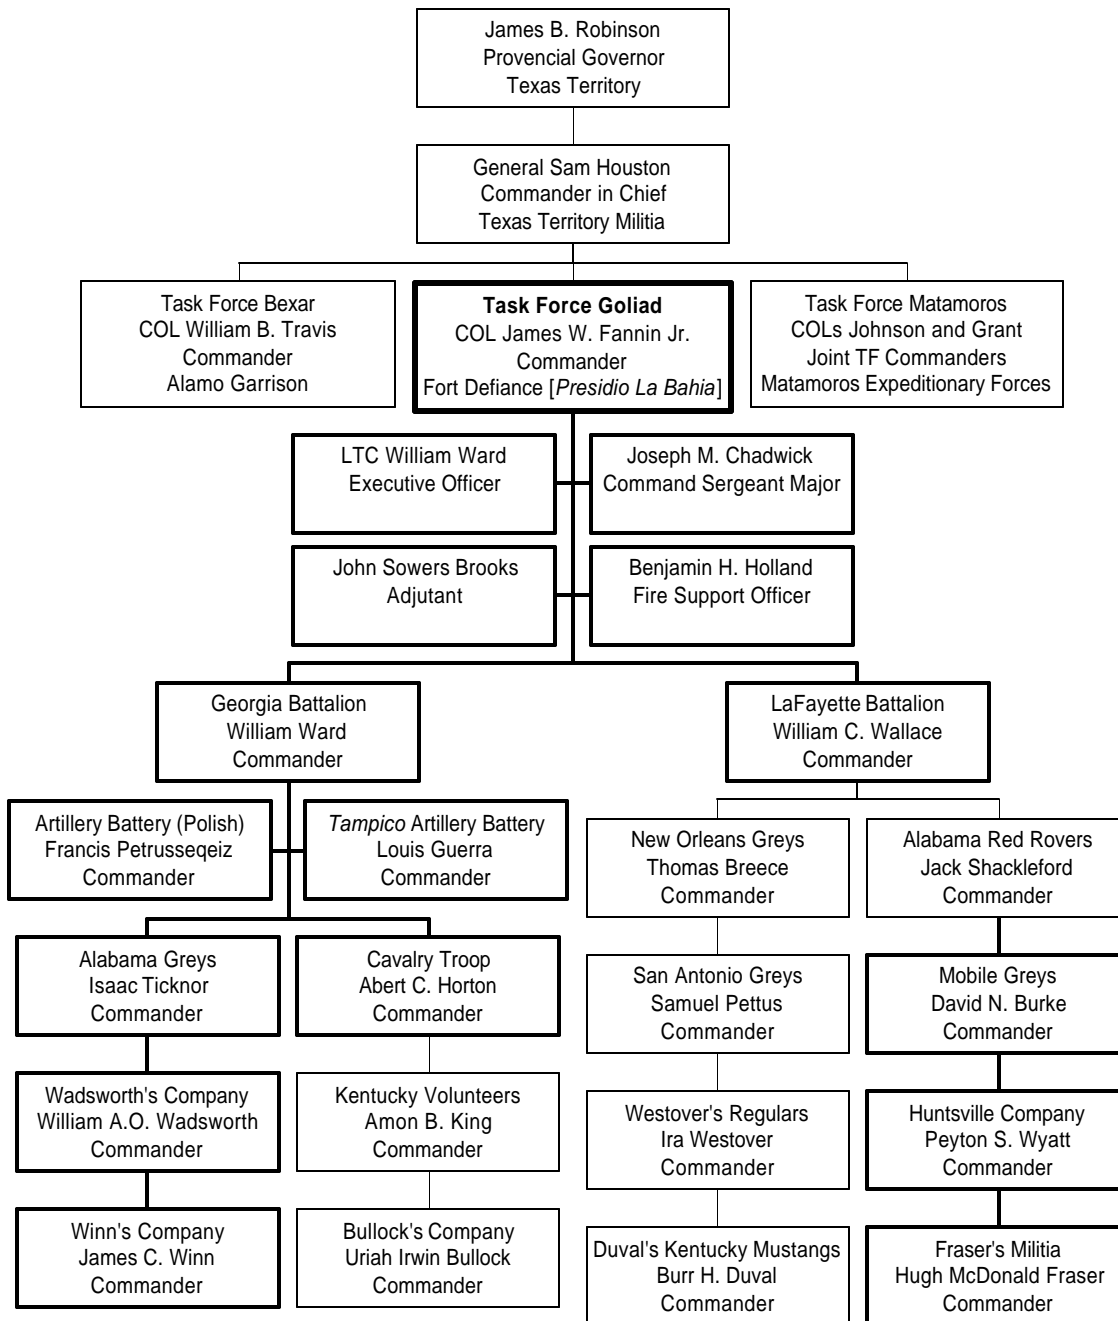 James B. Robinson
Provencial Governor
Texas Territory
General Sam Houston
Commander in Chief
Texas Territory Militia
Task Force Bexar
COL William B. Travis
Commander
Alamo Garrison
Task Force Goliad
COL James W. Fannin Jr.
Commander
Fort Defiance [Presidio La Bahia]
Task Force Matamoros
COLs Johnson and Grant
Joint TF Commanders
Matamoros Expeditionary Forces
LTC William Ward
Executive Officer
Joseph M. Chadwick
Command Sergeant Major
John Sowers Brooks
Adjutant
Benjamin H. Holland
Fire Support Officer
Georgia Battalion
William Ward
Commander
LaFayette Battalion
William C. Wallace
Commander
Artillery Battery (Polish)
Francis Petrusseqeiz
Commander
Tampico Artillery Battery
Louis Guerra
Commander
New Orleans Greys
Thomas Breece
Commander
Alabama Red Rovers
Jack Shackleford
Commander
Alabama Greys
Isaac Ticknor
Commander
Cavalry Troop
Abert C. Horton
Commander
San Antonio Greys
Samuel Pettus
Commander
Mobile Greys
David N. Burke
Commander
Wadsworth's Company
William A.O. Wadsworth
Commander
Kentucky Volunteers
Amon B. King
Commander
Westover's Regulars
Ira Westover
Commander
Huntsville Company
Peyton S. Wyatt
Commander
Winn's Company
James C. Winn
Commander
Bullock's Company
Uriah Irwin Bullock
Commander
Duval's Kentucky Mustangs
Burr H. Duval
Commander
Fraser's Militia
Hugh McDonald Fraser
Commander